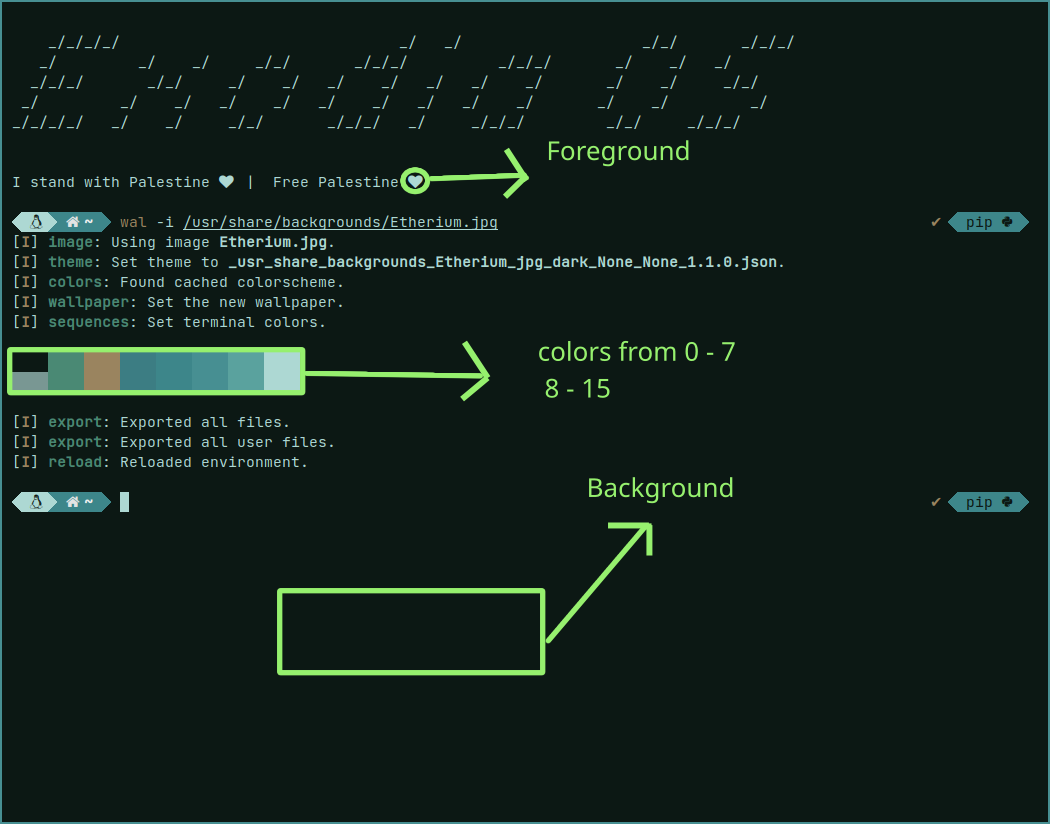 Exodia OS
Foreground
I stand with Palestine ♥ | Free Palestine ♥
~ wal -i /usr/share/backgrounds/Etherium.jpg ✔ pip
[I] image: Using image Etherium.jpg.
[I] theme: Set theme to _usr_share_backgrounds_Etherium_jpg_dark_None_None_1.1.0.json.
[I] colors: Found cached colorscheme.
[I] wallpaper: Set the new wallpaper.
[I] sequences: Set terminal colors.
colors from 0 - 7
8 - 15
[I] export: Exported all files.
[I] export: Exported all user files.
[I] reload: Reloaded environment.
Background
~ ✔ pip